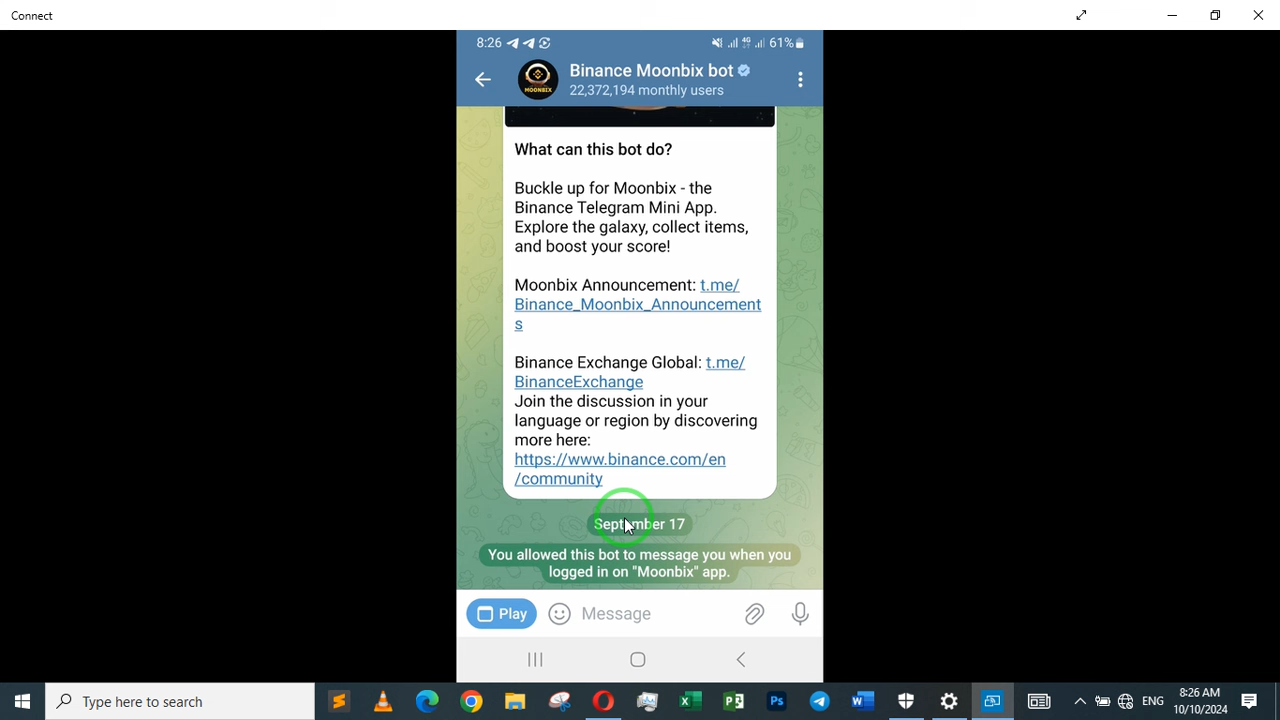 Connect
8:26
4G
61%
Binance Moonbix bot
22,372,194 monthly users
MOONBIX
What can this bot do?
Buckle up for Moonbix - the
Binance Telegram Mini App.
Explore the galaxy, collect items,
and boost your score!
Moonbix Announcement: t.me/
Binance_Moonbix_Announcement
s
Binance Exchange Global: t.me/
BinanceExchange
Join the discussion in your
language or region by discovering
more here:
https://www.binance.com/en
/community
September 17
You allowed this bot to message you when you
logged in on "Moonbix" app.
Play
Message
Type here to search
Ps
ENG
8:26 AM
10/10/2024